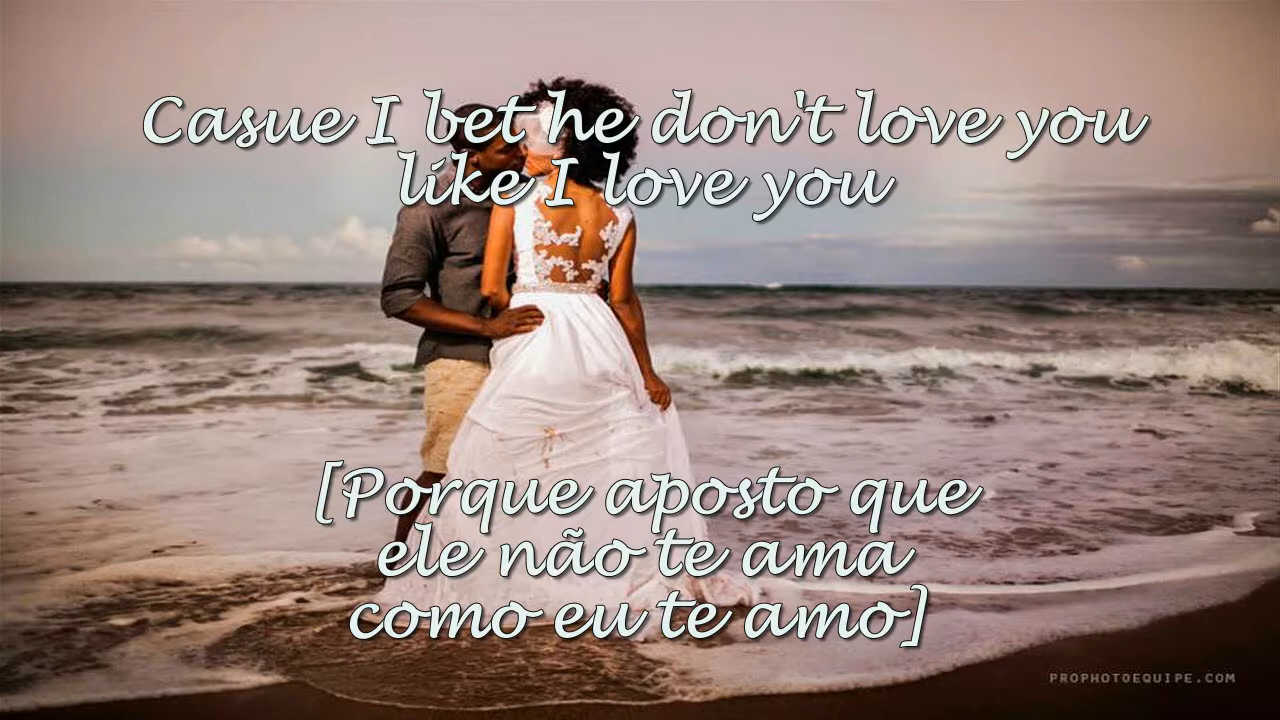 Casue I bet he don't love you
like I love you
[Porque aposto que
ele não te ama
como eu te amo]
PROPHOTOEQUIPE.COM